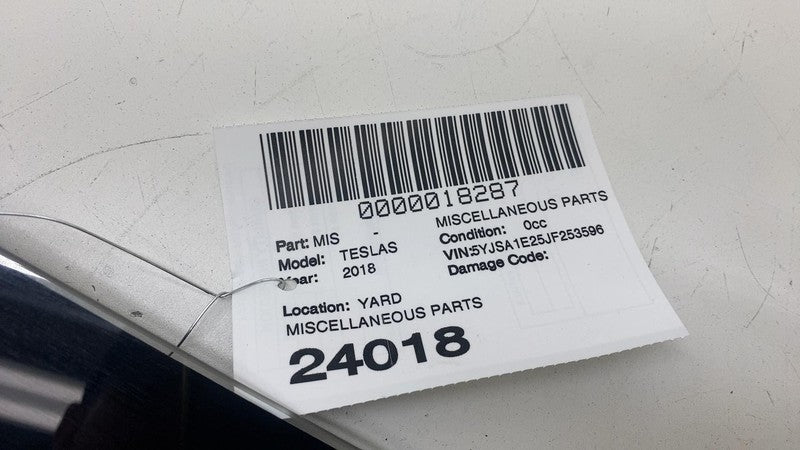 0000018287
Part: MIS - MISCELLANEOUS PARTS
Model: TESLAS Condition: 0cc
Year: 2018 VIN:5YJSA1E25JF253596
Damage Code:
Location: YARD
MISCELLANEOUS PARTS
24018